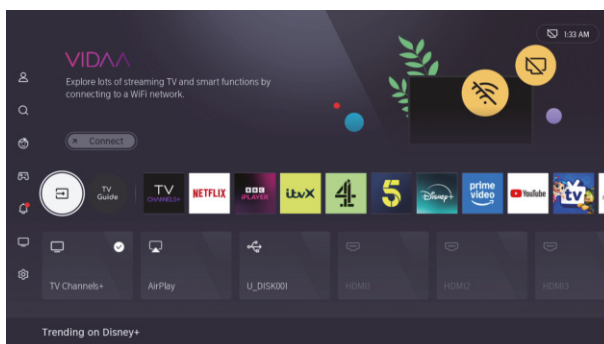 1:33 AM
VIDAA
Explore lots of streaming TV and smart functions by
connecting to a WiFi network.
Connect
TV Guide
TV CHANNELS+
NETFLIX
BBC iPLAYER
itvX
4
5
Disney+
prime video
YouTube
tv
TV Channels+
AirPlay
U_DISK001
HDMI1
HDMI2
HDMI3
Trending on Disney+